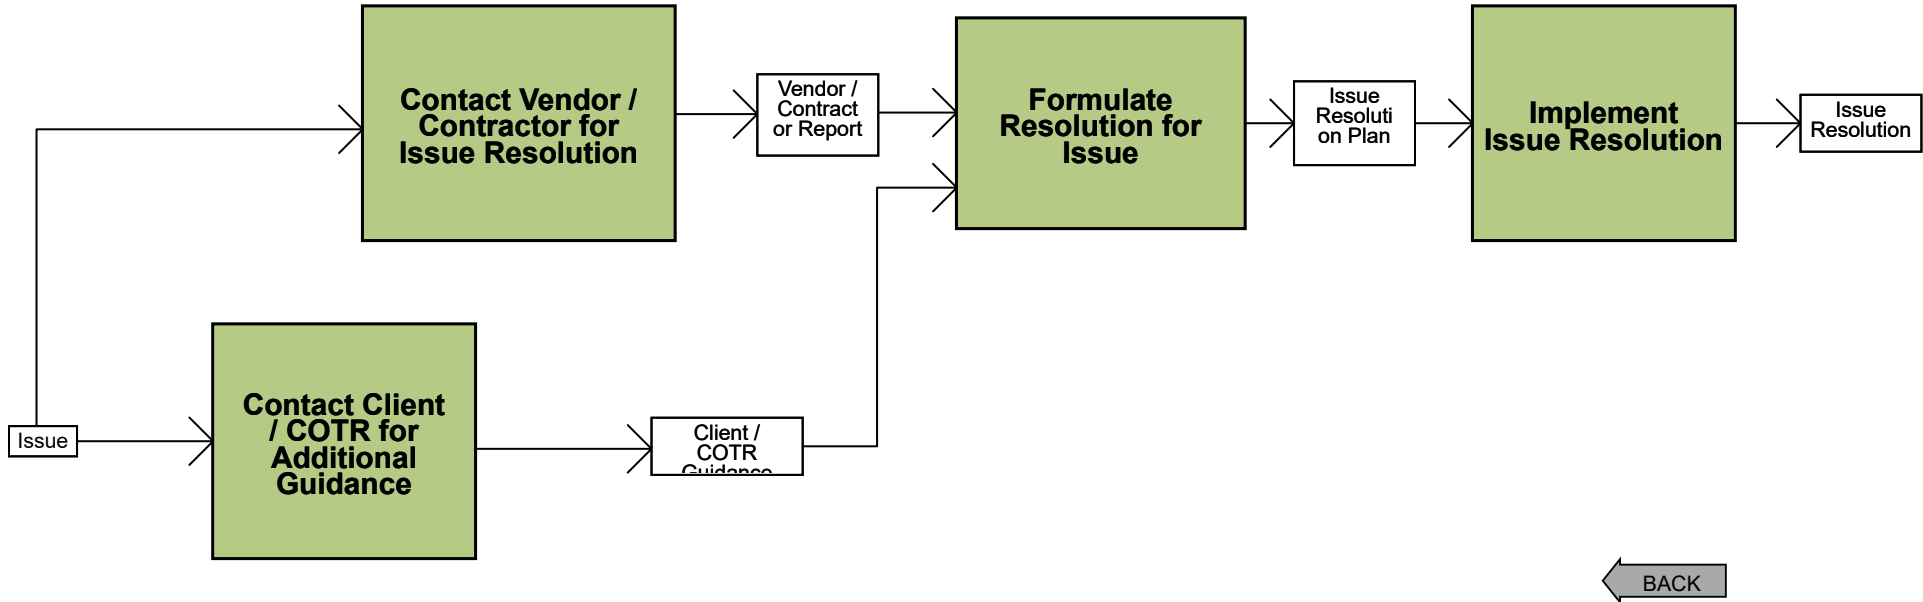 Contact Vendor /
Contractor for
Issue Resolution
Vendor /
Contract
or Report
Formulate
Resolution for
Issue
Issue
Resoluti
on Plan
Implement
Issue Resolution
Issue
Resolution
Issue
Contact Client
/ COTR for
Additional
Guidance
Client /
COTR
Guidance
BACK